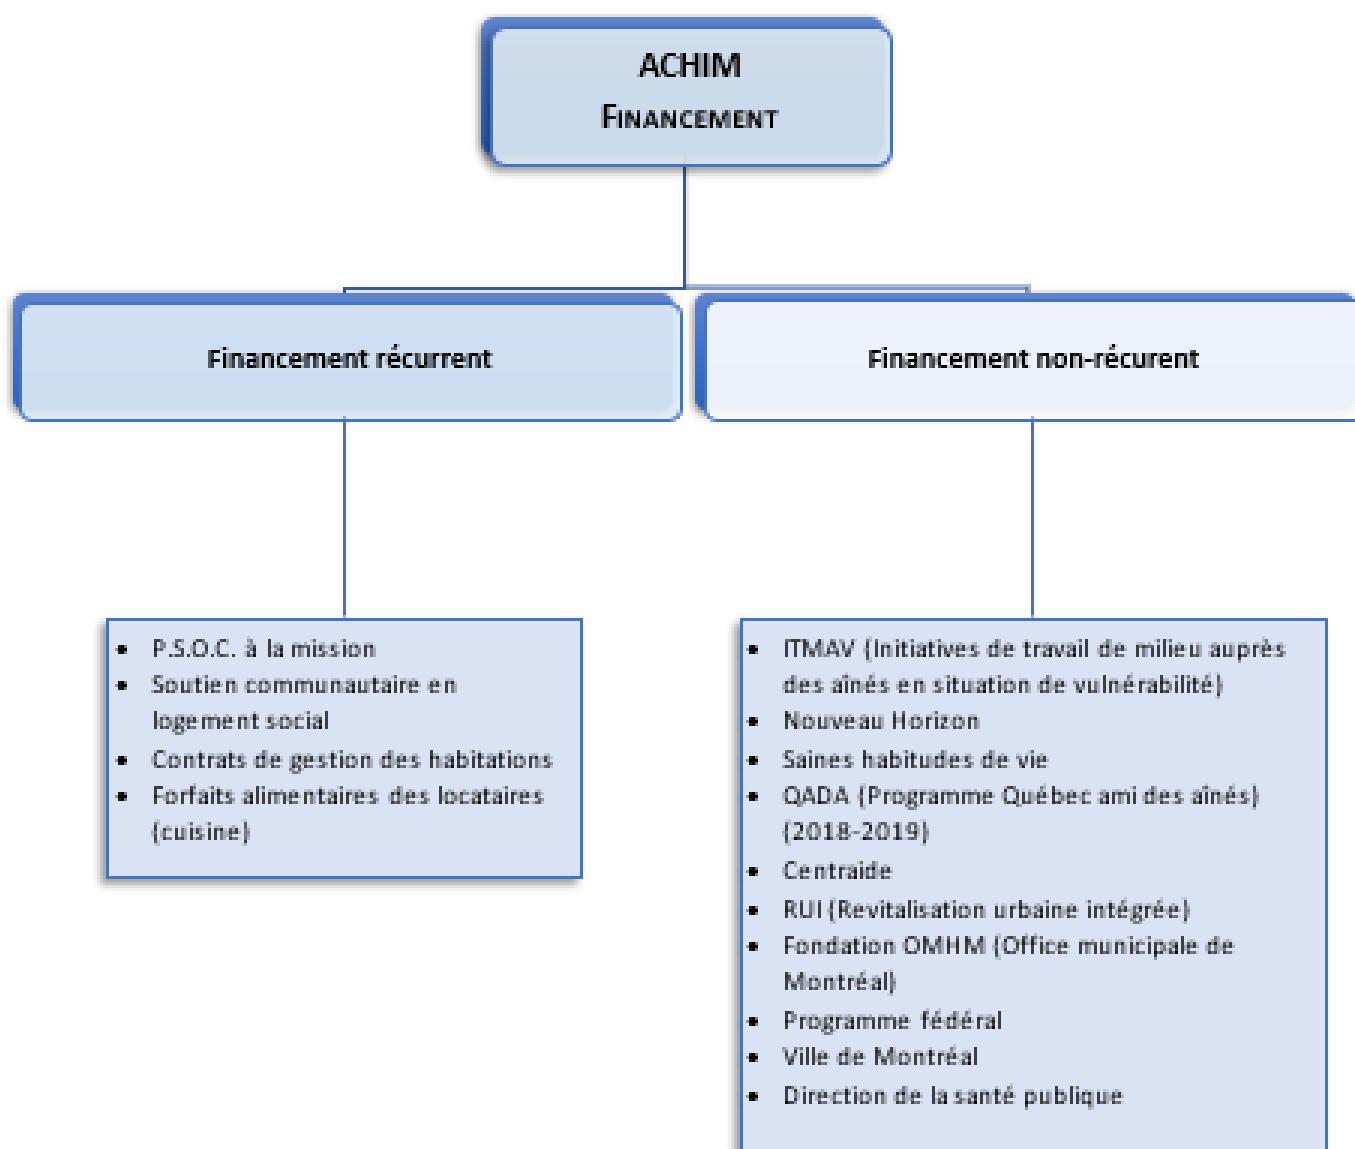 ACHIM
FINANCEMENT
Financement récurrent
Financement non-récurent
• P.S.O.C. à la mission
• Soutien communautaire en
logement social
• Contrats de gestion des habitations
• Forfaits alimentaires des locataires
(cuisine)
• ITMAV (Initiatives de travail de milieu auprès
des aînés en situation de vulnérabilité)
• Nouveau Horizon
• Saines habitudes de vie
• QADA (Programme Québec ami des aînés)
(2018-2019)
• Centraide
• RUI (Revitalisation urbaine intégrée)
• Fondation OMHM (Office municipale de
Montréal)
• Programme fédéral
• Ville de Montréal
• Direction de la santé publique